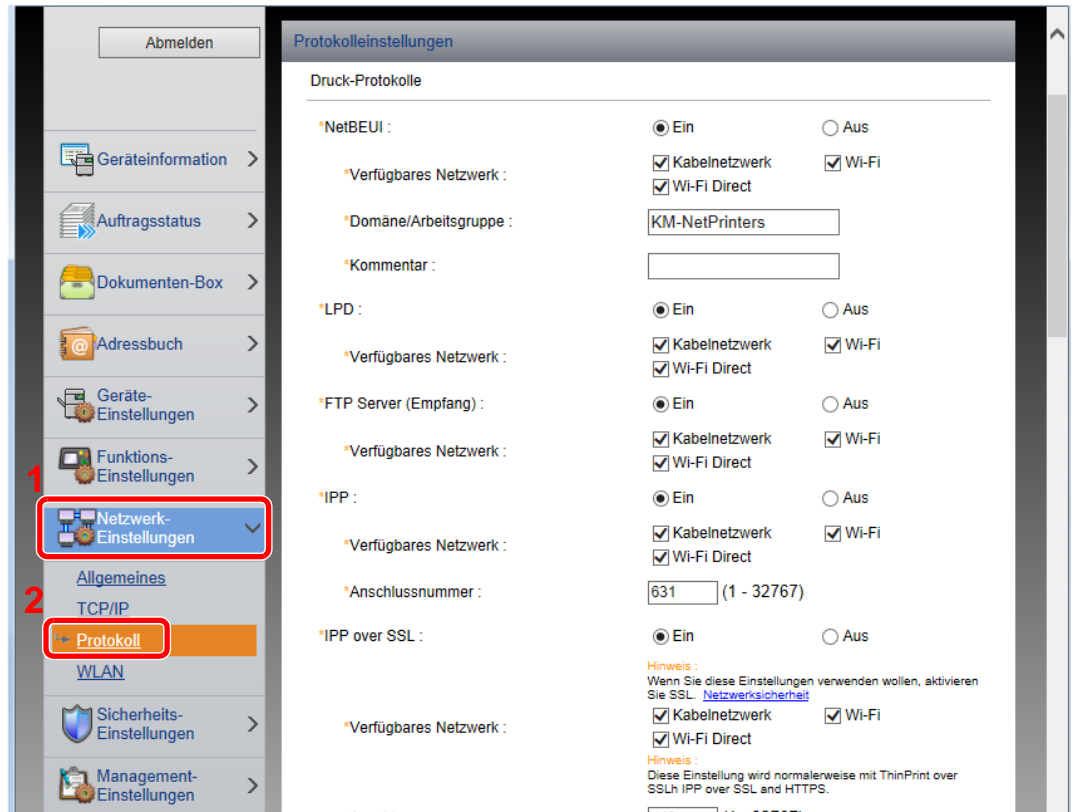 Abmelden
Geräteinformation
Auftragsstatus
Dokumenten-Box
Adressbuch
Geräte-
Einstellungen
Funktions-
Einstellungen
1
Netzwerk-
Einstellungen
Allgemeines
2
TCP/IP
Protokoll
WLAN
Sicherheits-
Einstellungen
Management-
Einstellungen
Protokolleinstellungen
Druck-Protokolle
*NetBEUI : Ein Aus
*Verfügbares Netzwerk : Kabelnetzwerk Wi-Fi
Wi-Fi Direct
*Domäne/Arbeitsgruppe : KM-NetPrinters
*Kommentar :
*LPD : Ein Aus
*Verfügbares Netzwerk : Kabelnetzwerk Wi-Fi
Wi-Fi Direct
*FTP Server (Empfang) : Ein Aus
*Verfügbares Netzwerk : Kabelnetzwerk Wi-Fi
Wi-Fi Direct
*IPP : Ein Aus
*Verfügbares Netzwerk : Kabelnetzwerk Wi-Fi
Wi-Fi Direct
*Anschlussnummer : 631 (1 - 32767)
*IPP over SSL : Ein Aus
Hinweis :
Wenn Sie diese Einstellungen verwenden wollen, aktivieren
Sie SSL. Netzwerksicherheit
*Verfügbares Netzwerk : Kabelnetzwerk Wi-Fi
Wi-Fi Direct
Hinweis :
Diese Einstellung wird normalerweise mit ThinPrint over
SSLh IPP over SSL and HTTPS.